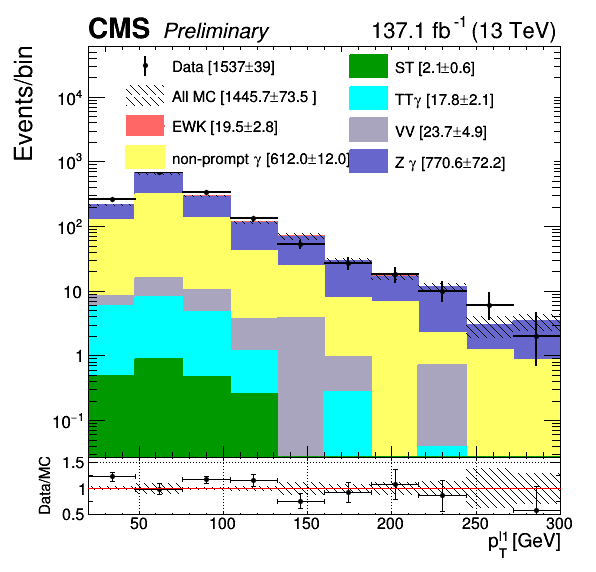 CMS Preliminary 137.1 fb⁻¹ (13 TeV)
Events/bin
Data [1537±39]
All MC [1445.7±73.5 ]
EWK [19.5±2.8]
non-prompt γ [612.0±12.0]
ST [2.1±0.6]
TTγ [17.8±2.1]
VV [23.7±4.9]
Z γ [770.6±72.2]
10⁴
10³
10²
10
1
10⁻¹
Data/MC
1.5
1
0.5
50 100 150 200 250 300
p_T^l1 [GeV]